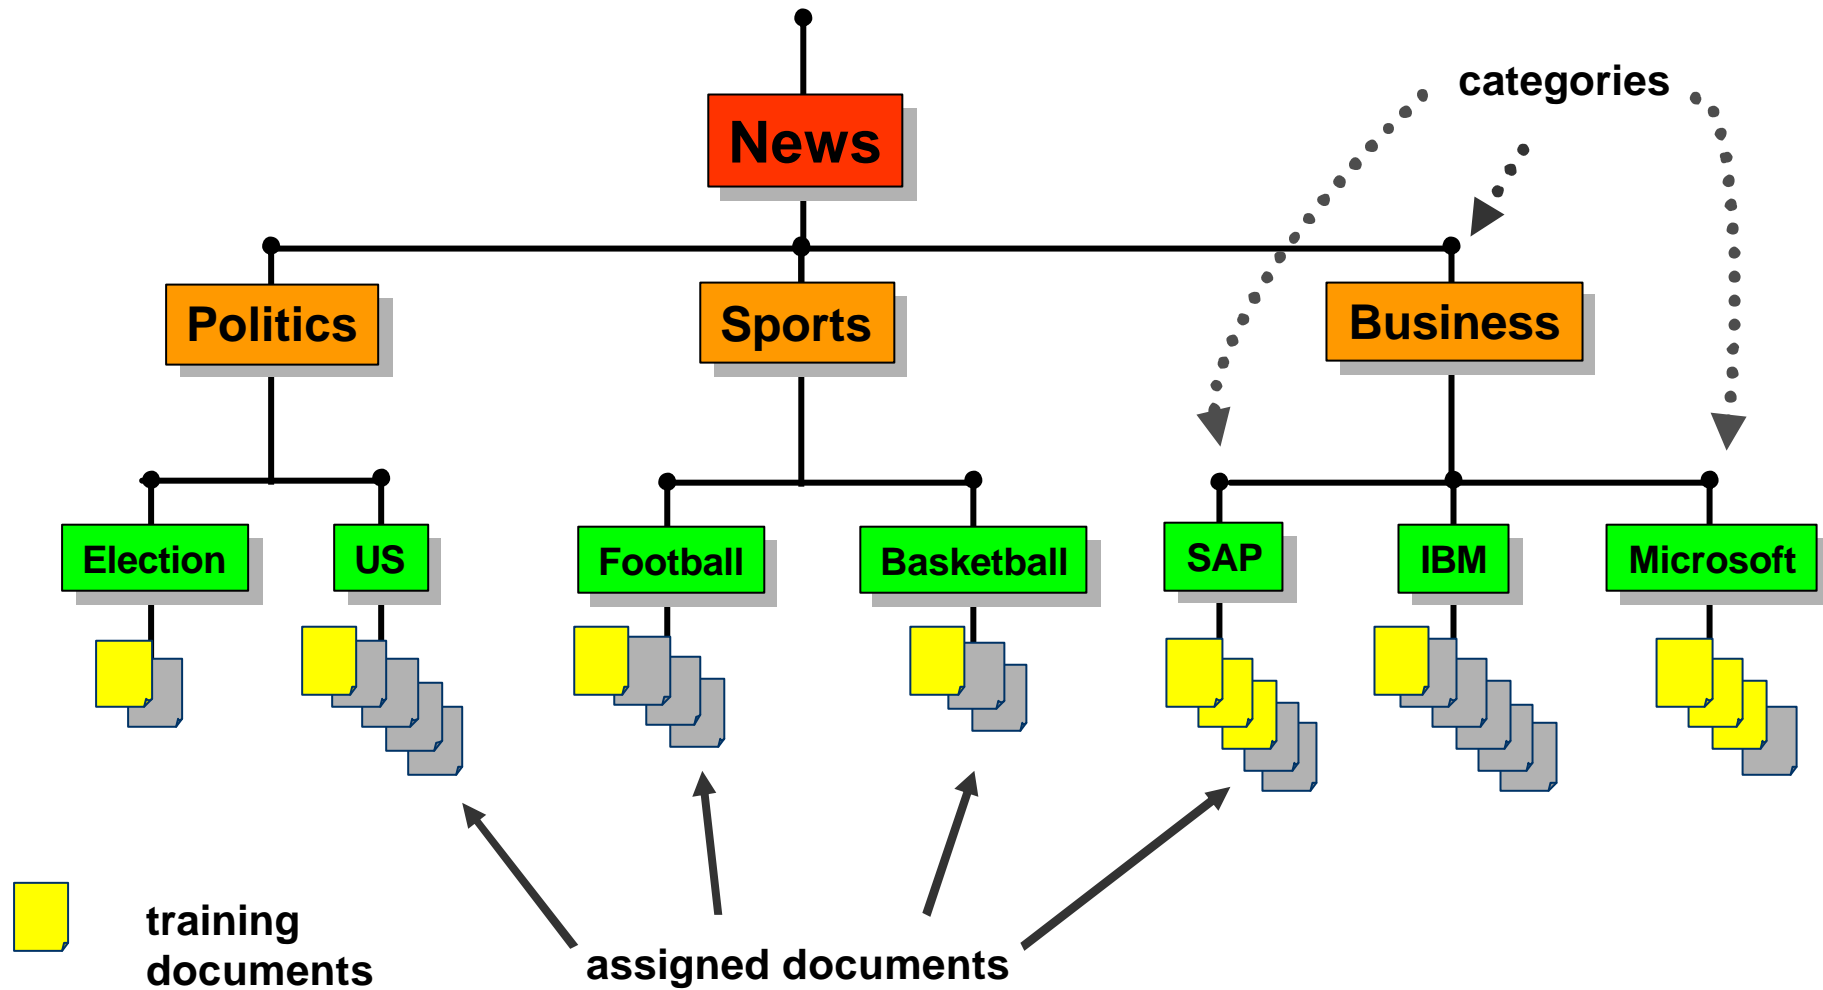 categories
News
Politics
Sports
Business
Election
US
Football
Basketball
SAP
IBM
Microsoft
training
documents
assigned documents